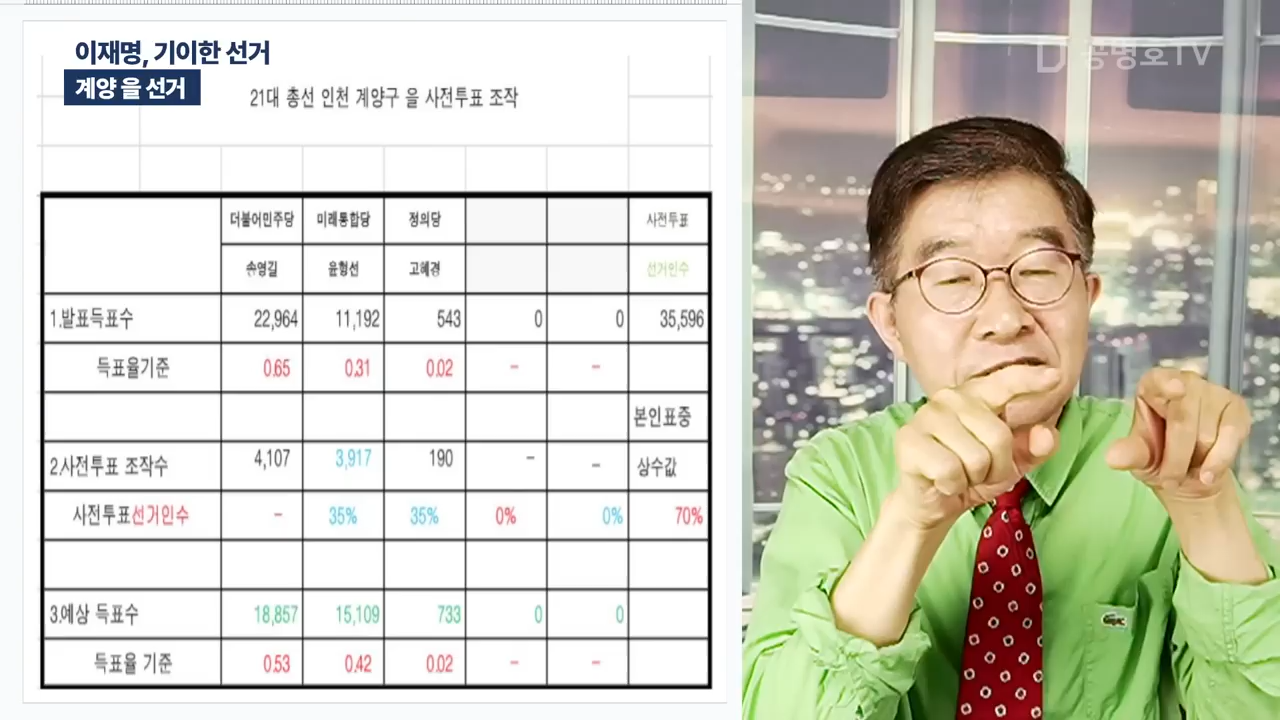 이재명, 기이한 선거
계양 을 선거
공병호TV
21대 총선 인천 계양구 을 사전투표 조작
더불어민주당 미래통합당 정의당 사전투표
송영길 윤형선 고혜경 선거인수
1.발표득표수 22,964 11,192 543 0 0 35,596
득표율기준 0.65 0.31 0.02 - -
본인표중
2.사전투표 조작수 4,107 3,917 190 - - 상수값
사전투표선거인수 - 35% 35% 0% 0% 70%
3.예상 득표수 18,857 15,109 733 0 0
득표율 기준 0.53 0.42 0.02 - -